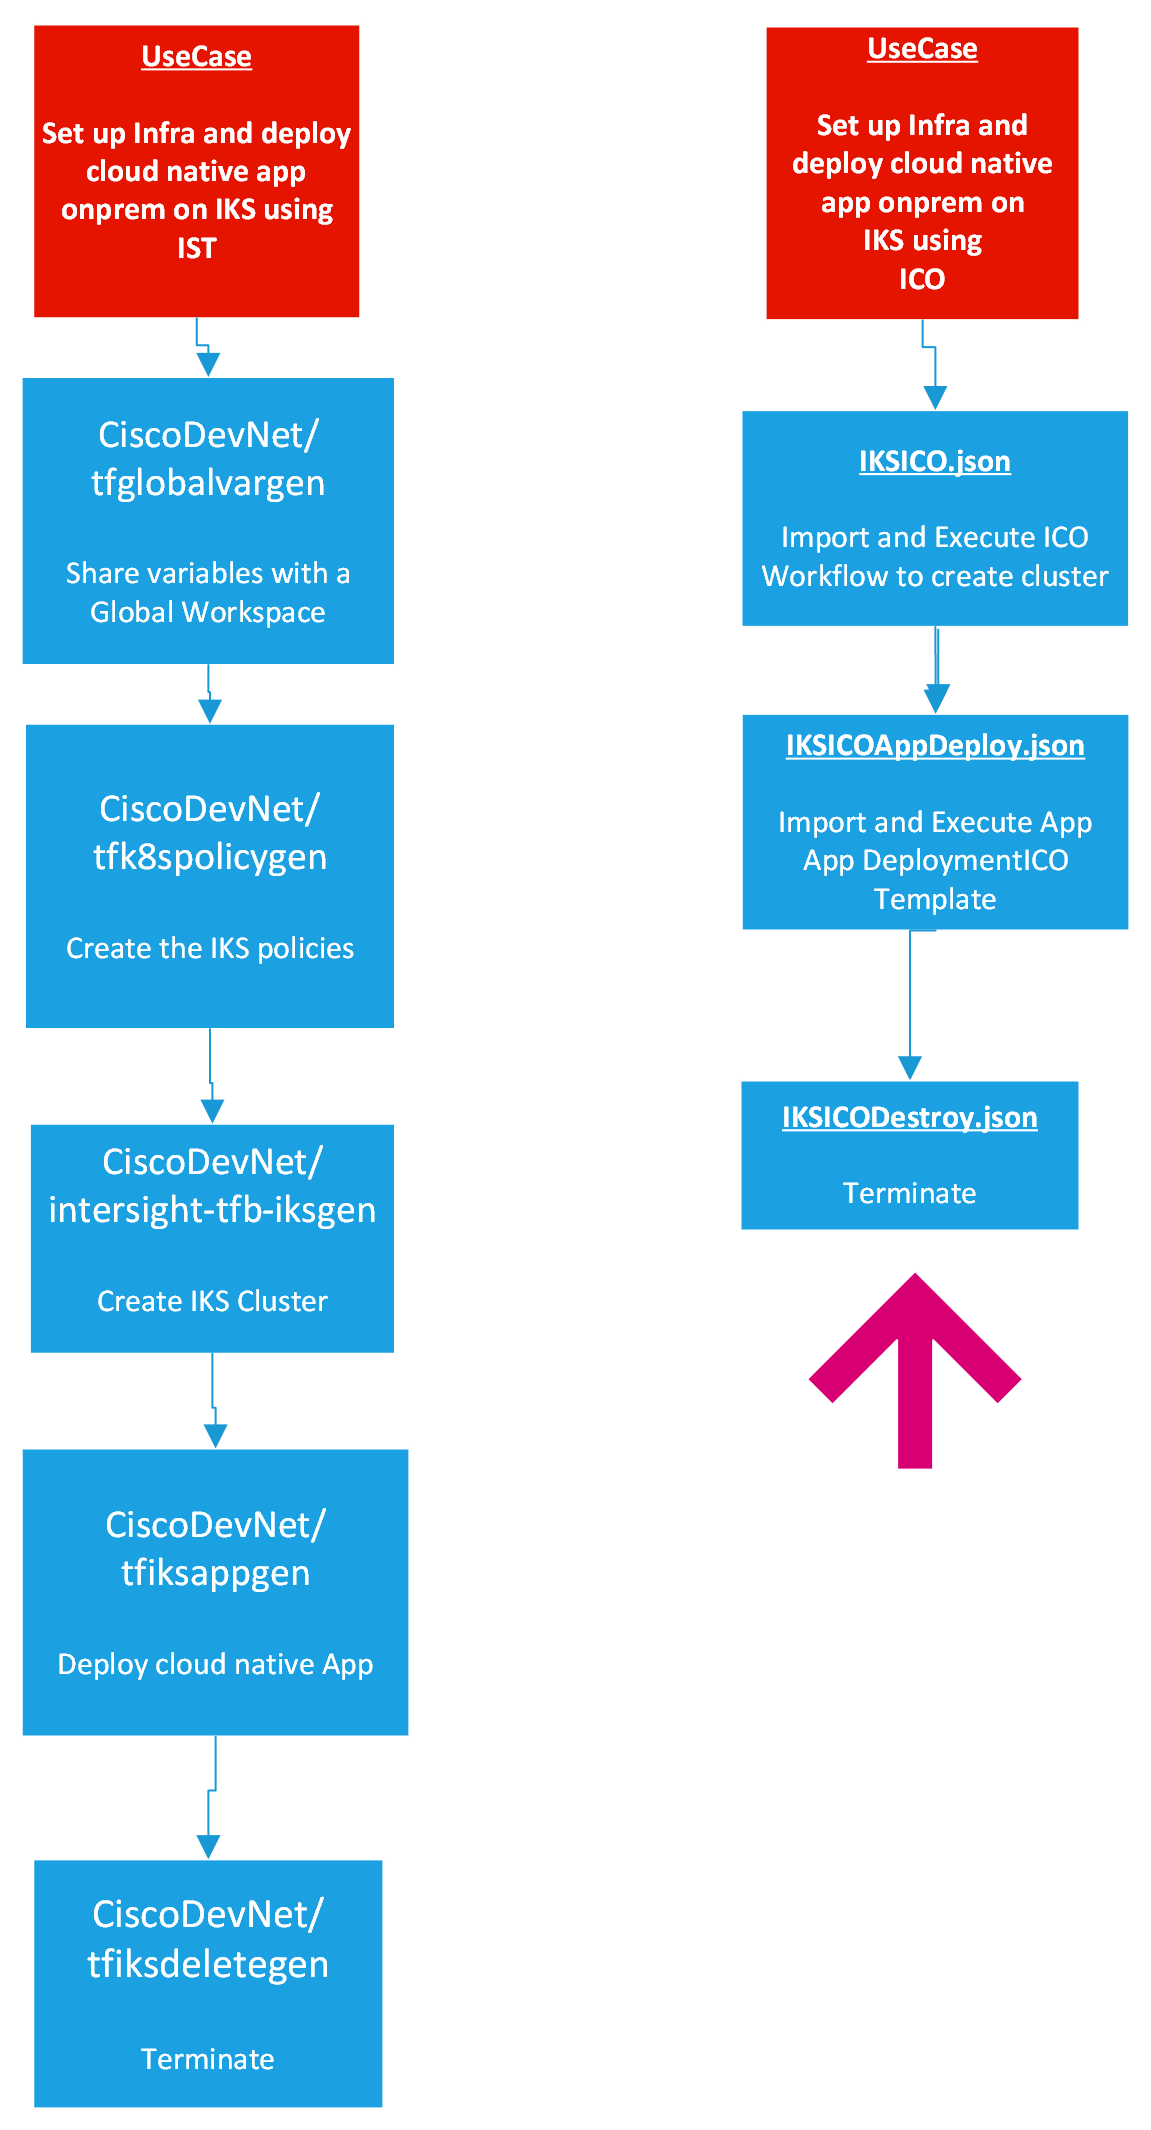 UseCase
Set up Infra and deploy
cloud native app
onprem on IKS using
IST
CiscoDevNet/
tfglobalvargen
Share variables with a
Global Workspace
CiscoDevNet/
tfk8spolicygen
Create the IKS policies
CiscoDevNet/
intersight-tfb-iksgen
Create IKS Cluster
CiscoDevNet/
tfiksappgen
Deploy cloud native App
CiscoDevNet/
tfiksdeletegen
Terminate
UseCase
Set up Infra and
deploy cloud native
app onprem on
IKS using
ICO
IKSICO.json
Import and Execute ICO
Workflow to create cluster
IKSICOAppDeploy.json
Import and Execute App
App DeploymentICO
Template
IKSICODestroy.json
Terminate